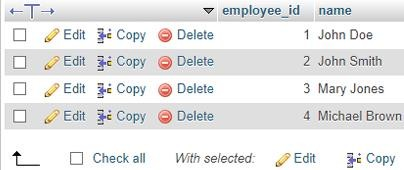 employee_id name
Edit Copy Delete 1 John Doe
Edit Copy Delete 2 John Smith
Edit Copy Delete 3 Mary Jones
Edit Copy Delete 4 Michael Brown
Check all With selected: Edit Copy